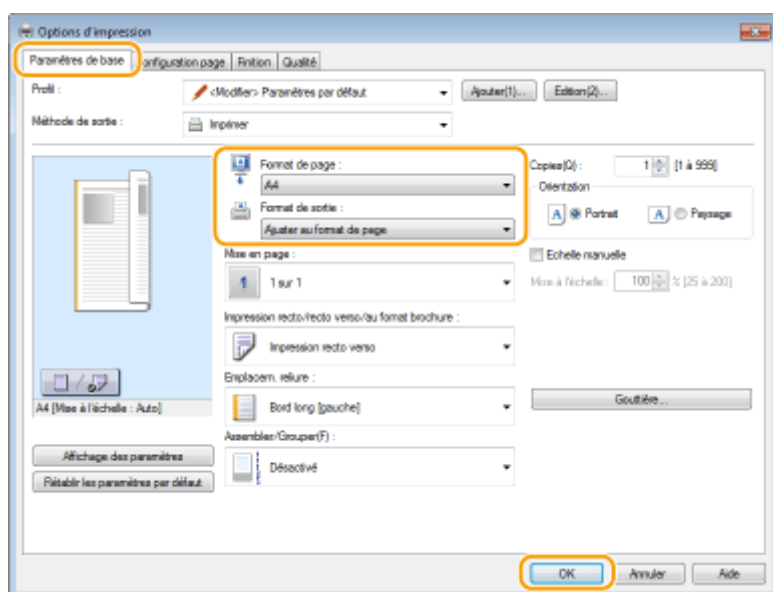 Options d'impression
Paramètres de base onfiguration page Finition Qualité
Profil : <Modifier> Paramètres par défaut Ajouter(1)... Edition(2)...
Méthode de sortie : Imprimer
Format de page :
A4
Format de sortie :
Ajuster au format de page
Copies(Q) : 1 [1 à 999]
Orientation
A Portrait A Paysage
Mise en page :
1 1 sur 1
Echelle manuelle
Mise à l'échelle : 100 % [25 à 200]
Impression recto/recto verso/au format brochure :
Impression recto verso
Emplacem. reliure :
Bord long [gauche]
Gouttière...
A4 [Mise à l'échelle : Auto]
Assembler/Grouper(F) :
Désactivé
Affichage des paramètres
Rétablir les paramètres par défaut
OK Annuler Aide